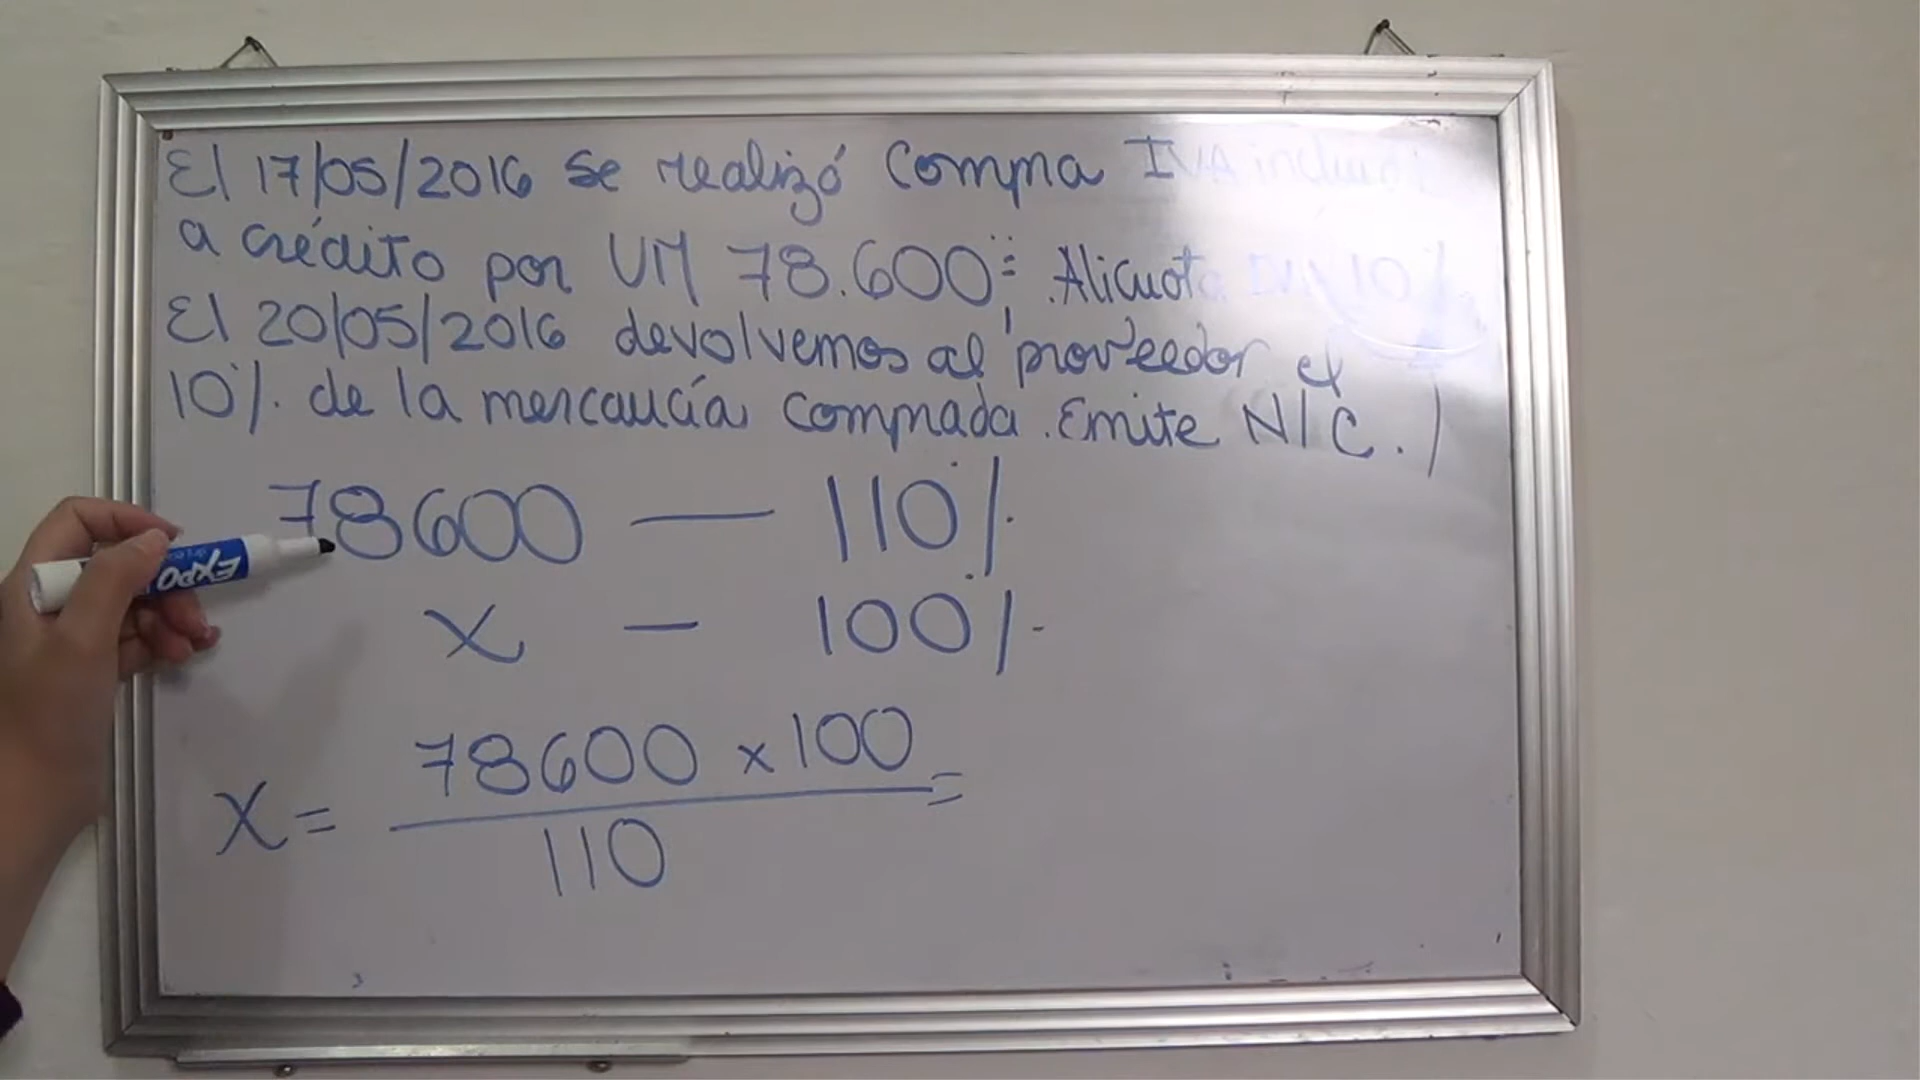 El 17/05/2016 se realizó compra IVA incluido
a crédito por UM 78.600= Alicuota IVA 10%
El 20/05/2016 devolvemos al proveedor el
10%. de la mercancía comprada. Emite N/C.
78600 — 110%
x — 100%
x = 78600 x 100 =
110
EXPO